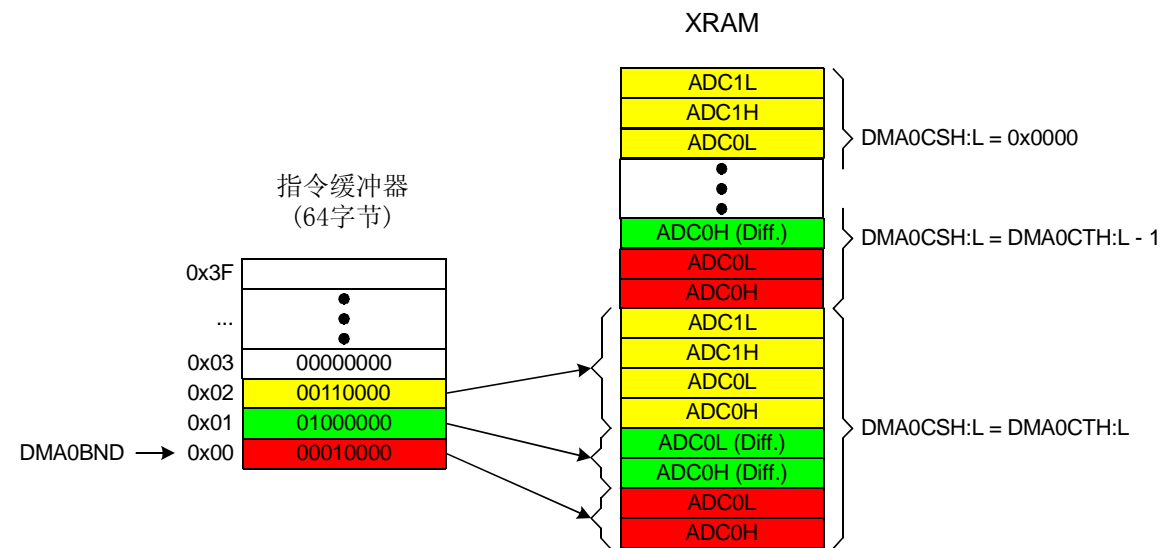 XRAM
ADC1L
ADC1H
ADC0L
DMA0CSH:L = 0x0000
ADC0H (Diff.)
ADC0L
ADC0H
DMA0CSH:L = DMA0CTH:L - 1
ADC1L
ADC1H
ADC0L
ADC0H
ADC0L (Diff.)
ADC0H (Diff.)
ADC0L
ADC0H
DMA0CSH:L = DMA0CTH:L
指令缓冲器
(64字节)
0x3F
...
0x03 00000000
0x02 00110000
0x01 01000000
DMA0BND 0x00 00010000